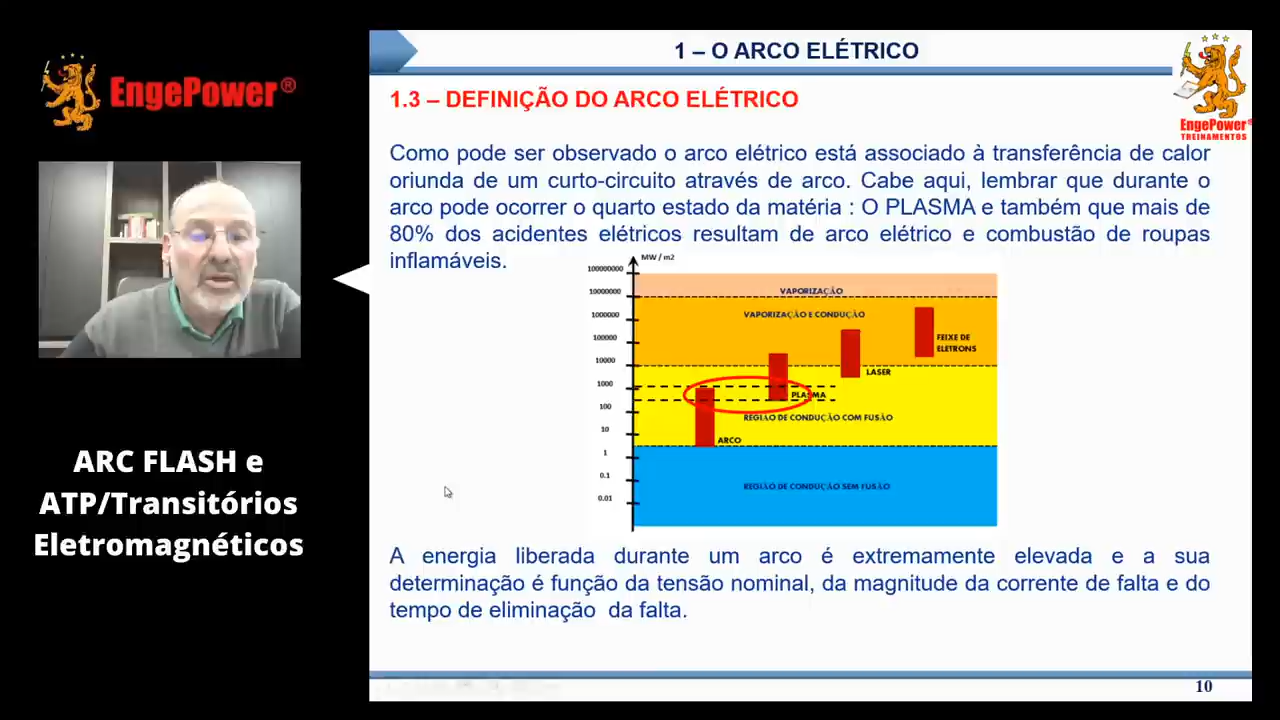 EngePower®
ARC FLASH e
ATP/Transitórios
Eletromagnéticos
1 – O ARCO ELÉTRICO
EngePower®
TREINAMENTOS
1.3 – DEFINIÇÃO DO ARCO ELÉTRICO
Como pode ser observado o arco elétrico está associado à transferência de calor
oriunda de um curto-circuito através de arco. Cabe aqui, lembrar que durante o
arco pode ocorrer o quarto estado da matéria : O PLASMA e também que mais de
80% dos acidentes elétricos resultam de arco elétrico e combustão de roupas
inflamáveis.
MW / m2
100000000
10000000
1000000
100000
10000
1000
100
10
1
0.1
0.01
VAPORIZAÇÃO
VAPORIZAÇÃO E CONDUÇÃO
FEIXE DE
ELETRONS
LASER
PLASMA
REGIÃO DE CONDUÇÃO COM FUSÃO
ARCO
REGIÃO DE CONDUÇÃO SEM FUSÃO
A energia liberada durante um arco é extremamente elevada e a sua
determinação é função da tensão nominal, da magnitude da corrente de falta e do
tempo de eliminação da falta.
10